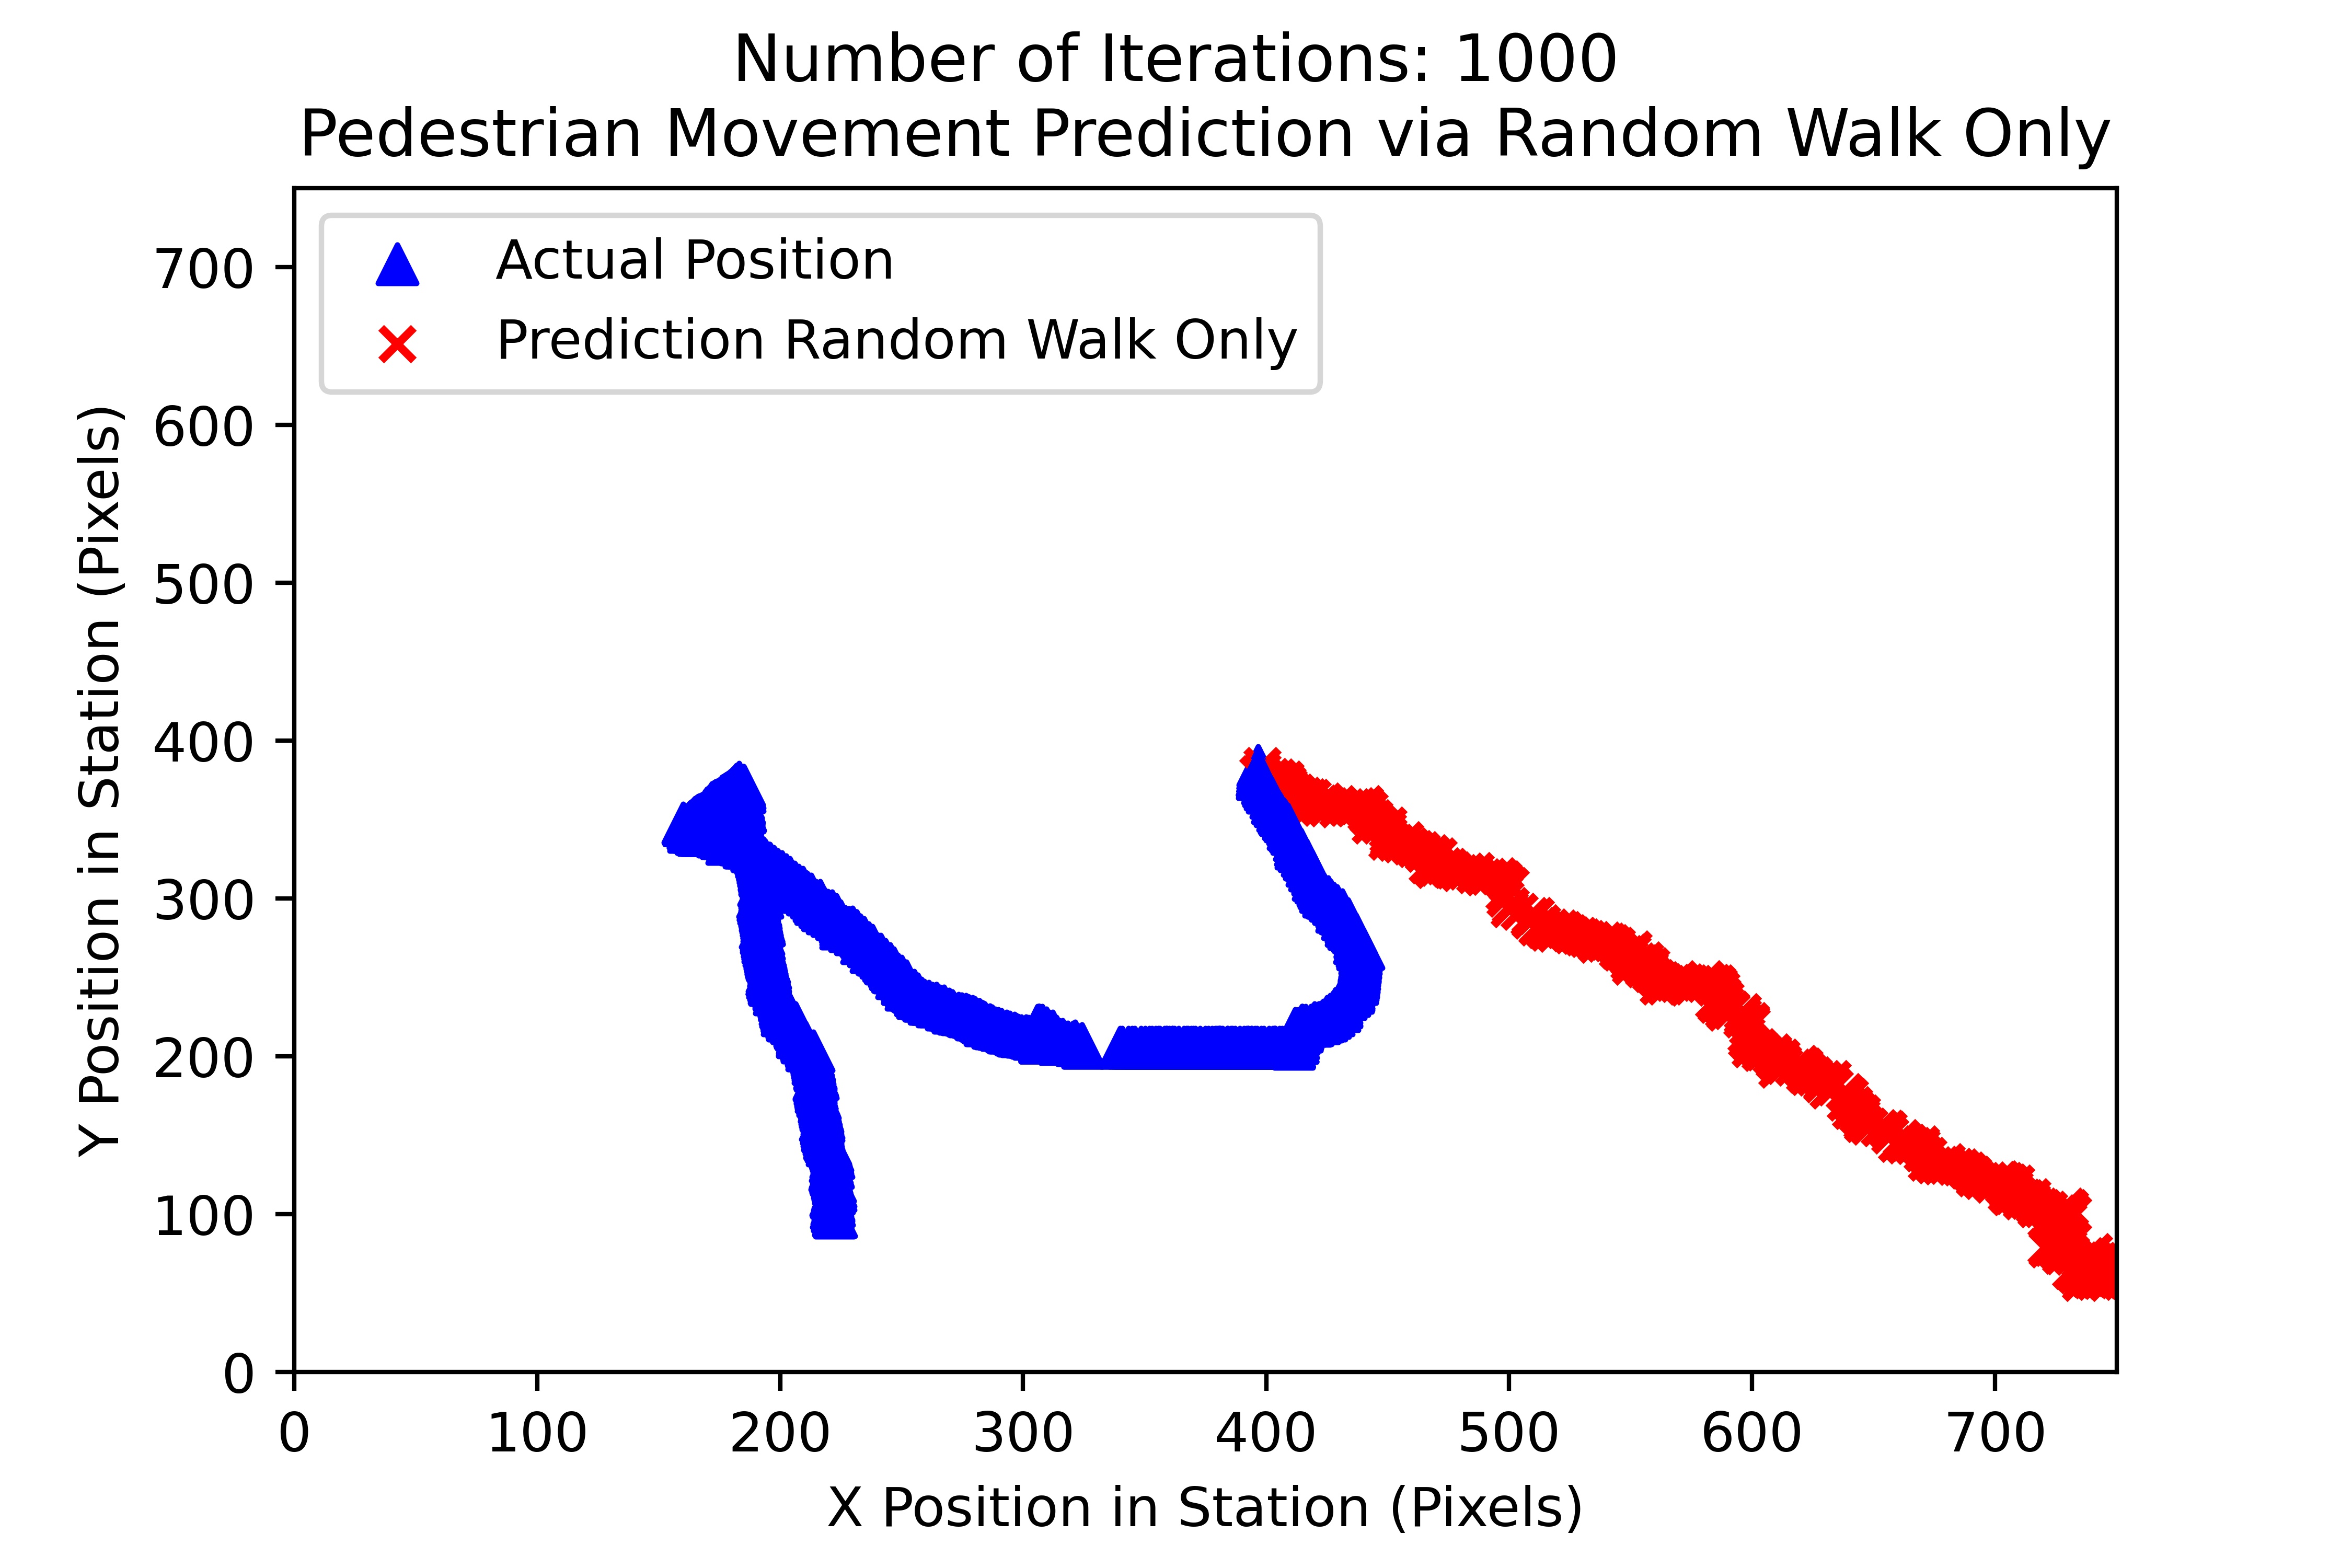 Number of Iterations: 1000
Pedestrian Movement Prediction via Random Walk Only
Actual Position
Prediction Random Walk Only
Y Position in Station (Pixels)
700
600
500
400
300
200
100
0
0 100 200 300 400 500 600 700
X Position in Station (Pixels)